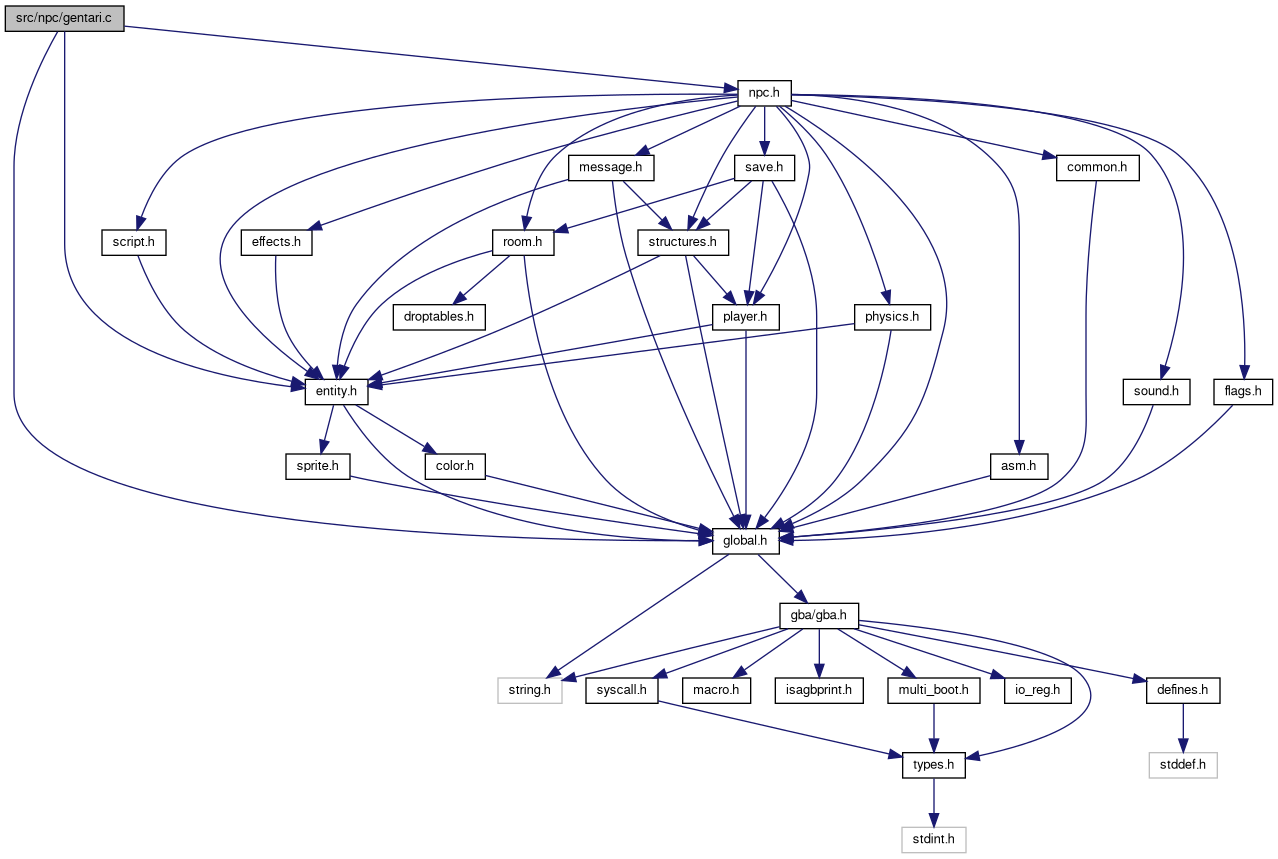 src/npc/gentari.c
npc.h
message.h
save.h
common.h
script.h
effects.h
room.h
structures.h
droptables.h
player.h
physics.h
entity.h
sound.h
flags.h
sprite.h
color.h
asm.h
global.h
gba/gba.h
string.h
syscall.h
macro.h
isagbprint.h
multi_boot.h
io_reg.h
defines.h
types.h
stddef.h
stdint.h